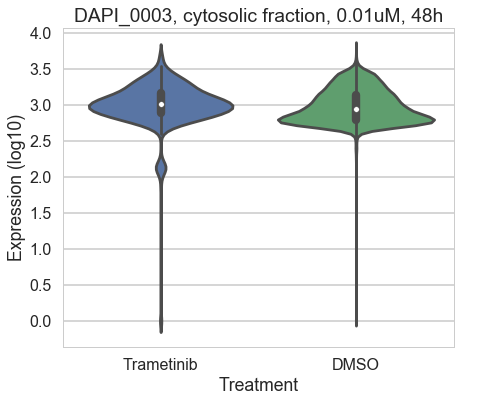 DAPI_0003, cytosolic fraction, 0.01uM, 48h
4.0
3.5
3.0
2.5
2.0
1.5
1.0
0.5
0.0
Expression (log10)
Trametinib DMSO
Treatment